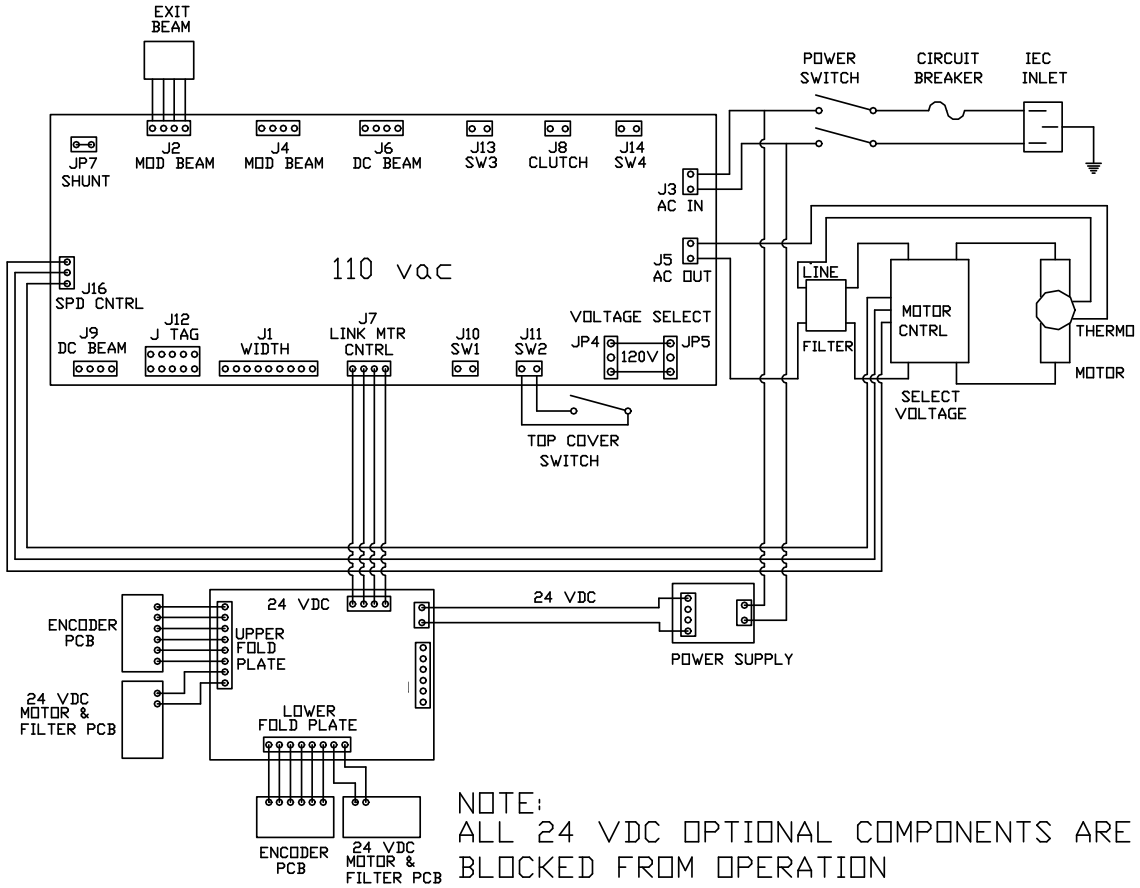 EXIT
BEAM
POWER
SWITCH
CIRCUIT
BREAKER
IEC
INLET
JP7
SHUNT
J2
MOD BEAM
J4
MOD BEAM
J6
DC BEAM
J13
SW3
J8
CLUTCH
J14
SW4
J3
AC IN
J5
AC OUT
J16
SPD CNTRL
110 vac
LINE
FILTER
MOTOR
CNTRL
THERMO
MOTOR
SELECT
VOLTAGE
J9
DC BEAM
J12
J TAG
J1
WIDTH
J7
LINK MTR
CNTRL
J10
SW1
J11
SW2
VOLTAGE SELECT
JP4
120V
JP5
TOP COVER
SWITCH
24 VDC
24 VDC
ENCODER
PCB
UPPER
FOLD
PLATE
POWER SUPPLY
24 VDC
MOTOR &
FILTER PCB
LOWER
FOLD PLATE
ENCODER
PCB
24 VDC
MOTOR &
FILTER PCB
NOTE:
ALL 24 VDC OPTIONAL COMPONENTS ARE
BLOCKED FROM OPERATION